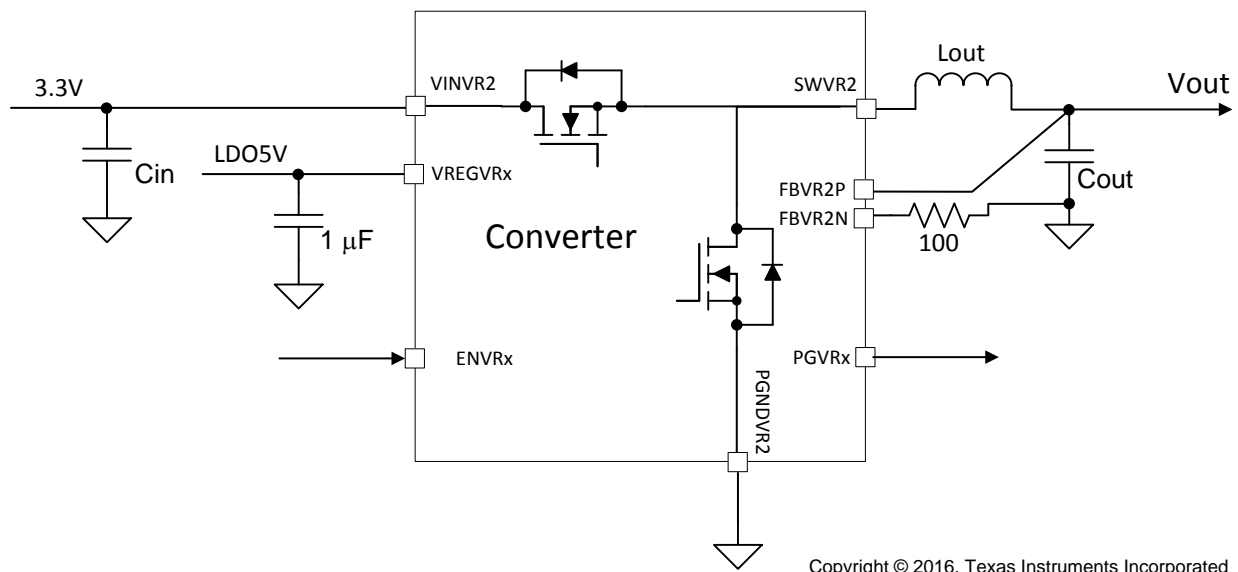 3.3V
VINVR2
SWVR2
Lout
Vout
Cin
LDO5V
VREGVRx
FBVR2P
Cout
FBVR2N
1 μF
Converter
100
ENVRx
PGVRx
PGNDVR2
Copyright © 2016, Texas Instruments Incorporated